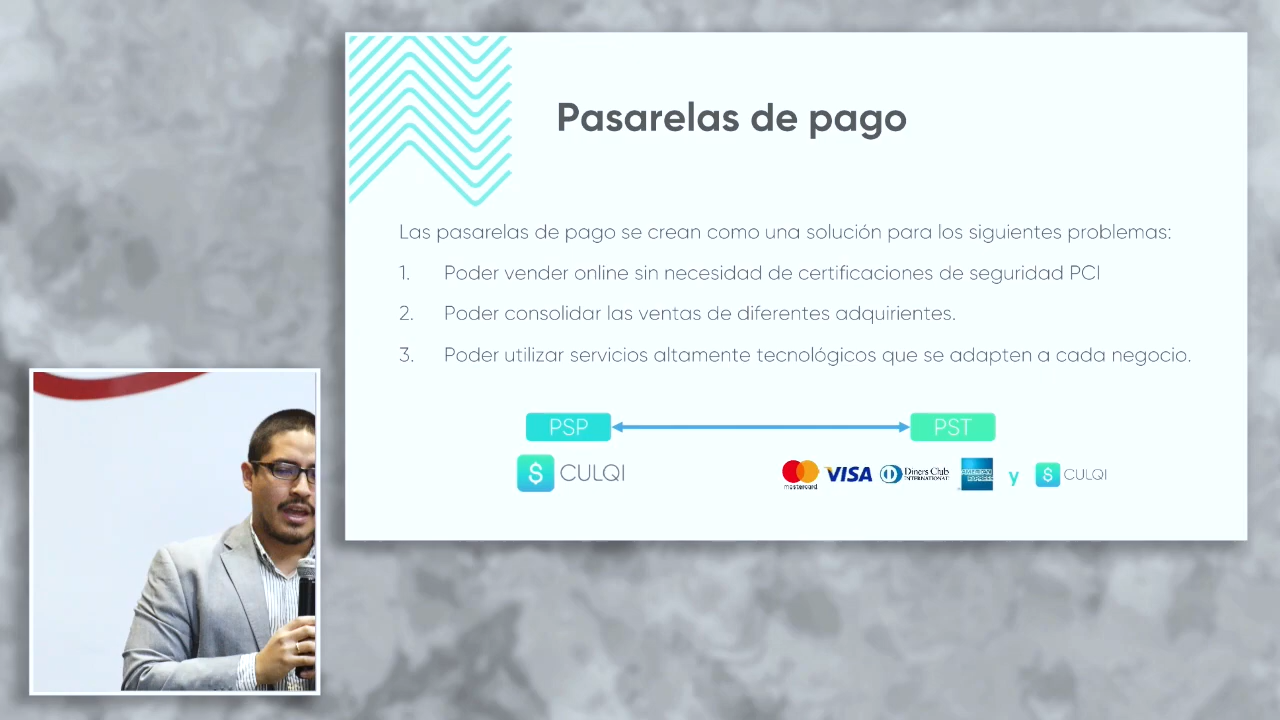 Pasarelas de pago
Las pasarelas de pago se crean como una solución para los siguientes problemas:
1. Poder vender online sin necesidad de certificaciones de seguridad PCI
2. Poder consolidar las ventas de diferentes adquirientes.
3. Poder utilizar servicios altamente tecnológicos que se adapten a cada negocio.
PSP PST
$ CULQI mastercard VISA Diners Club INTERNATIONAL AMERICAN EXPRESS y $ CULQI